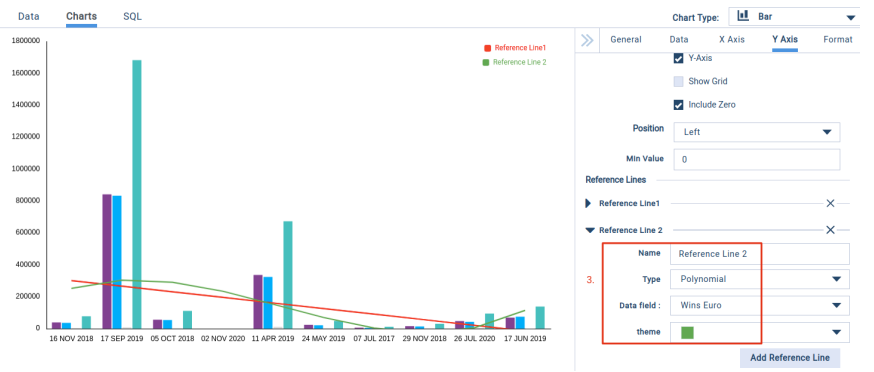 Data Charts SQL
Chart Type: Bar
General Data X Axis Y Axis Format
1800000
1600000
1400000
1200000
1000000
800000
600000
400000
200000
0
Reference Line1
Reference Line 2
16 NOV 2018 17 SEP 2019 05 OCT 2018 02 NOV 2020 11 APR 2019 24 MAY 2019 07 JUL 2017 29 NOV 2018 26 JUL 2020 17 JUN 2019
Y-Axis
Show Grid
Include Zero
Position Left
Min Value 0
Reference Lines
Reference Line1
Reference Line 2
3.
Name Reference Line 2
Type Polynomial
Data field : Wins Euro
theme
Add Reference Line